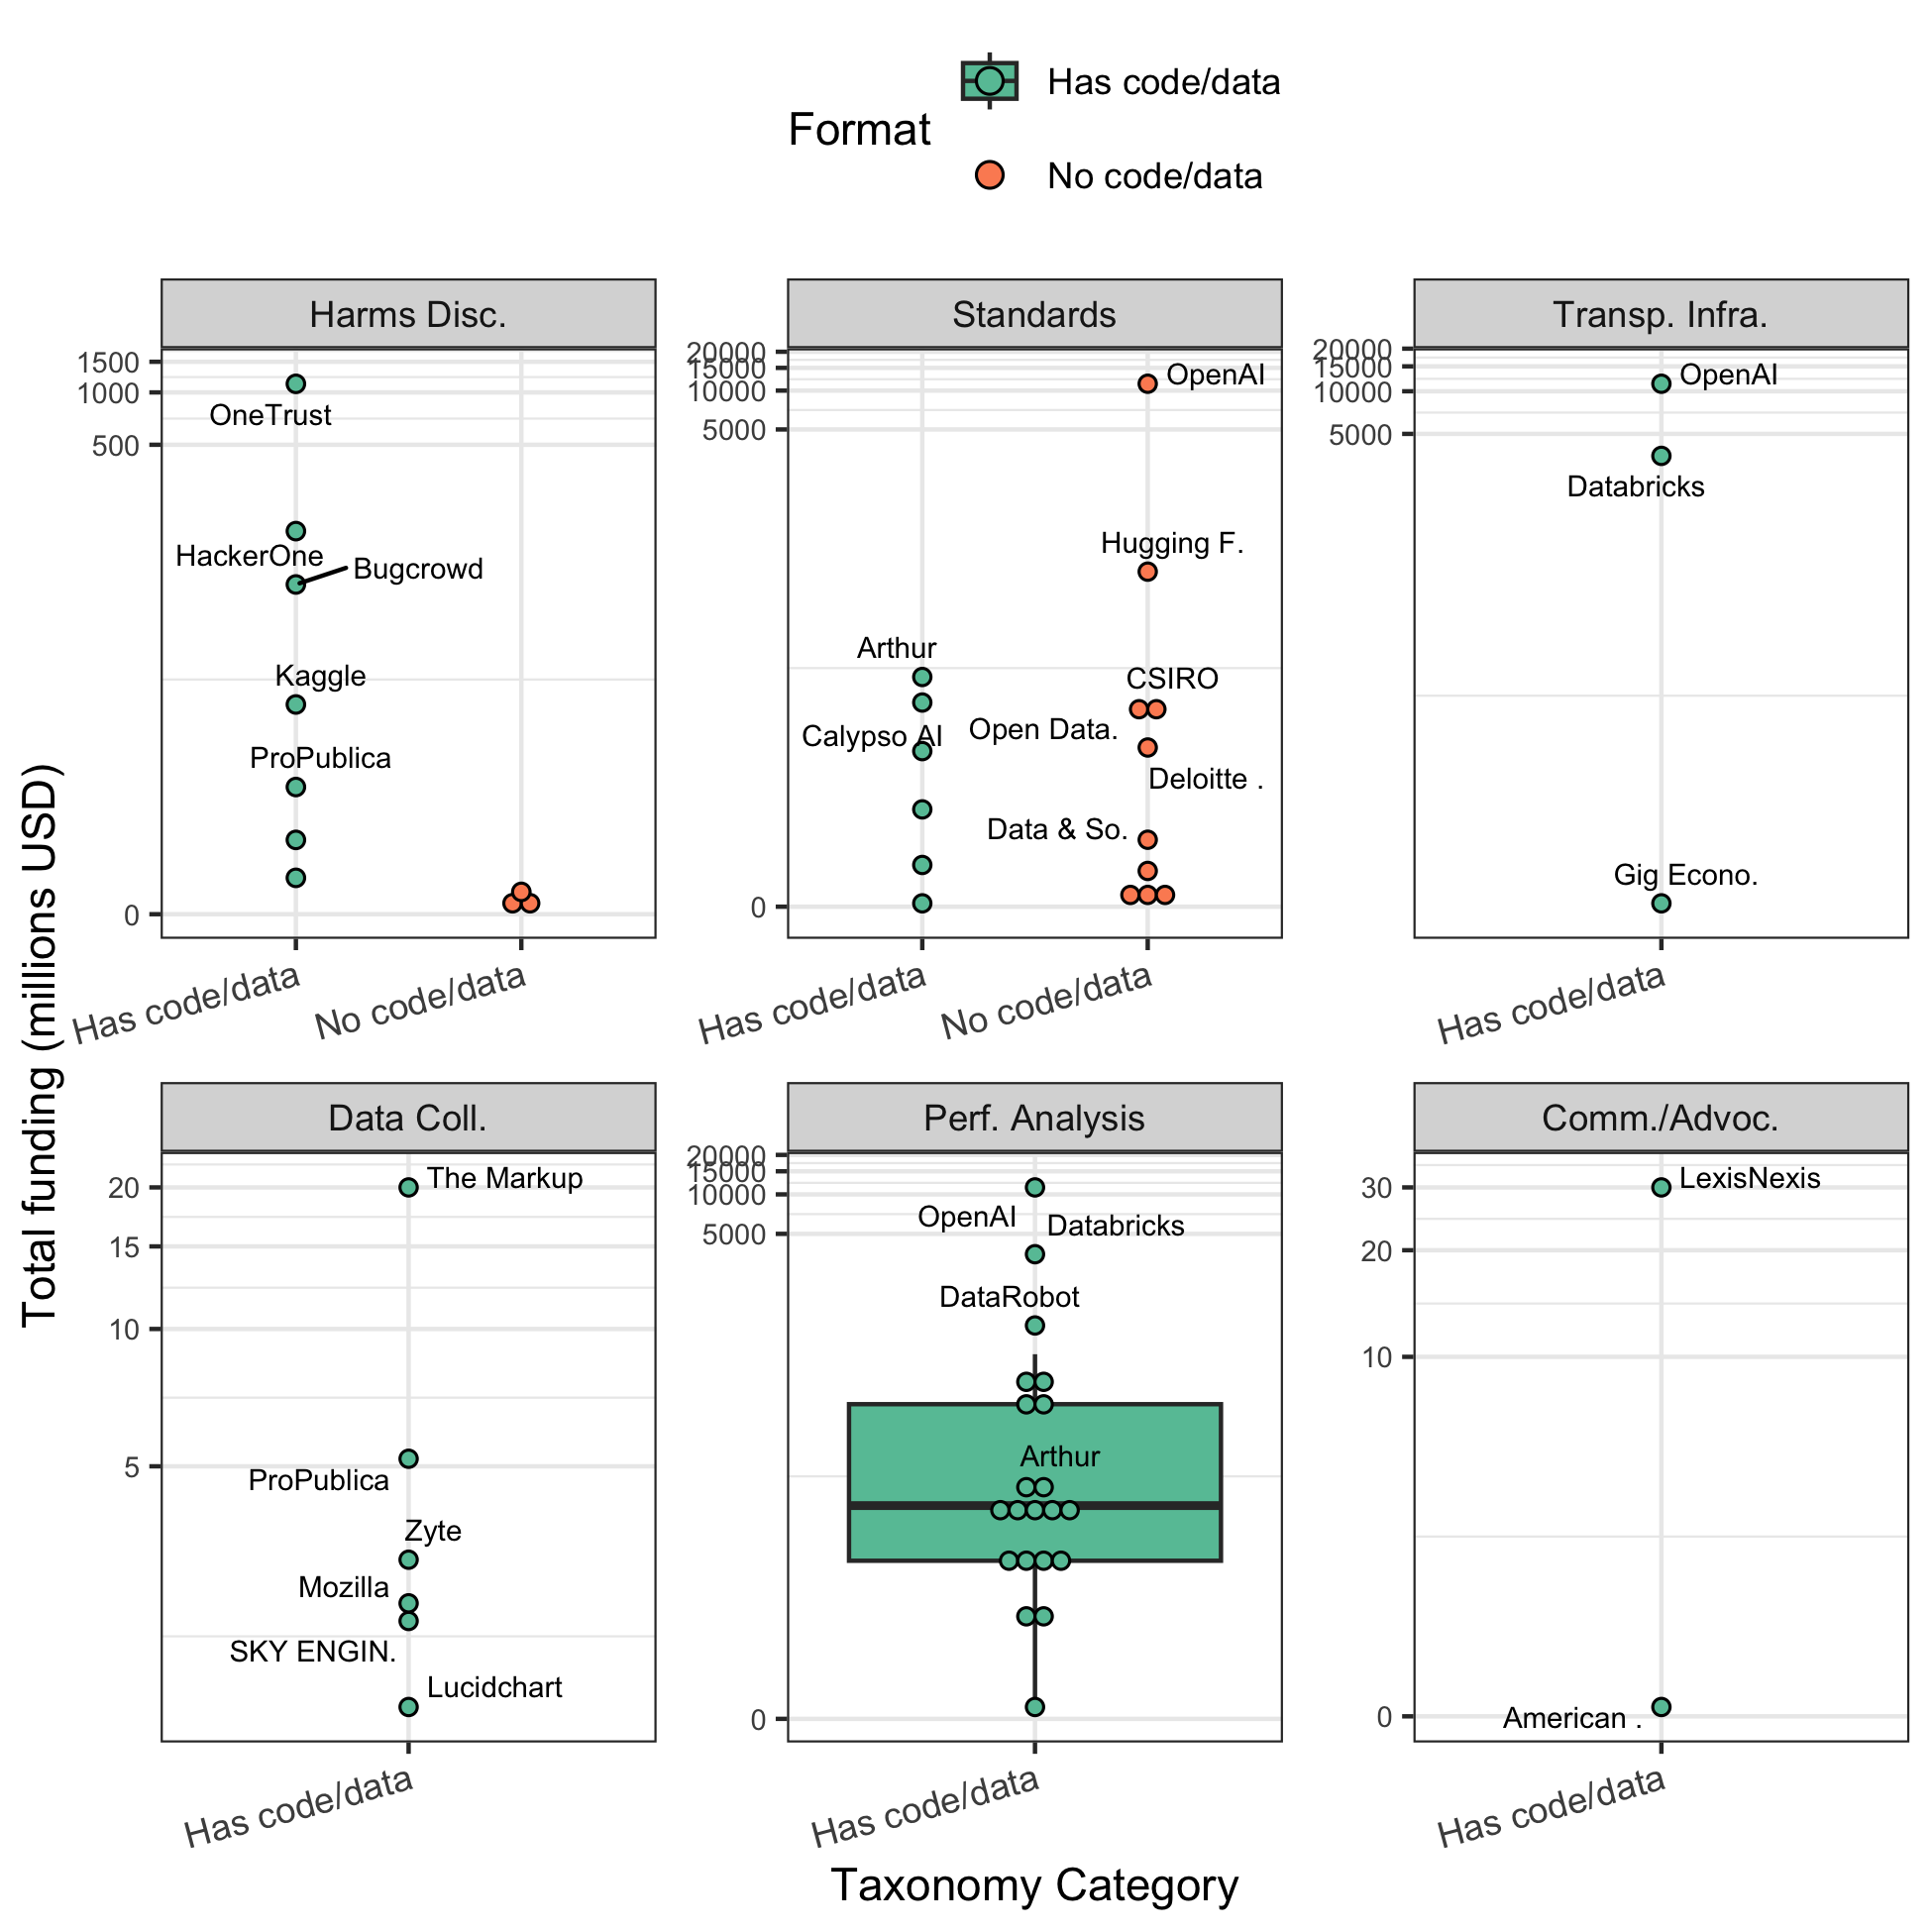 Format
Has code/data
No code/data
Total funding (millions USD)
Harms Disc.
1500
1000
500
0
OneTrust
HackerOne
Bugcrowd
Kaggle
ProPublica
Has code/data
No code/data
Standards
20000
15000
10000
5000
0
OpenAI
Hugging F.
Arthur
CSIRO
Calypso AI
Open Data.
Deloitte .
Data & So.
Has code/data
No code/data
Transp. Infra.
20000
15000
10000
5000
OpenAI
Databricks
Gig Econo.
Has code/data
Data Coll.
20
15
10
5
The Markup
ProPublica
Zyte
Mozilla
SKY ENGIN.
Lucidchart
Has code/data
Perf. Analysis
20000
15000
10000
5000
0
OpenAI
Databricks
DataRobot
Arthur
Has code/data
Comm./Advoc.
30
20
10
0
LexisNexis
American .
Has code/data
Taxonomy Category